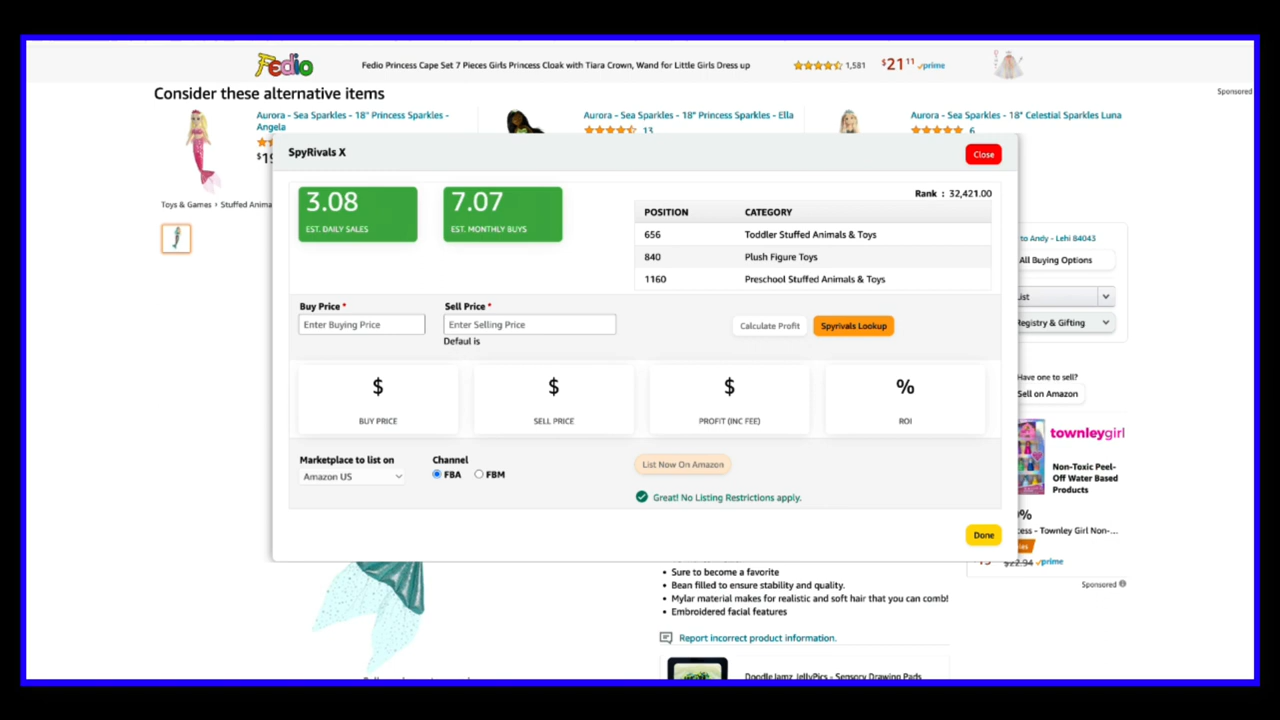 Fedio
Fedio Princess Cape Set 7 Pieces Girls Princess Cloak with Tiara Crown, Wand for Little Girls Dress up
1,581
$21¹¹ prime
Consider these alternative items
Sponsored
Aurora - Sea Sparkles - 18" Princess Sparkles -
Angela
Aurora - Sea Sparkles - 18" Princess Sparkles - Ella
13
Aurora - Sea Sparkles - 18" Celestial Sparkles Luna
6
$19
Toys & Games › Stuffed Anima
SpyRivals X
Close
3.08
EST. DAILY SALES
7.07
EST. MONTHLY BUYS
Rank : 32,421.00
POSITION CATEGORY
656 Toddler Stuffed Animals & Toys
840 Plush Figure Toys
1160 Preschool Stuffed Animals & Toys
Buy Price *
Enter Buying Price
Sell Price *
Enter Selling Price
Defaul is
Calculate Profit
Spyrivals Lookup
$
BUY PRICE
$
SELL PRICE
$
PROFIT (INC FEE)
%
ROI
Marketplace to list on
Amazon US
Channel
FBA FBM
List Now On Amazon
Great! No Listing Restrictions apply.
Done
to Andy - Lehi 84043
All Buying Options
List
Registry & Gifting
Have one to sell?
Sell on Amazon
townleygirl
Non-Toxic Peel-
Off Water Based
Products
%
cess - Townley Girl Non-...
$22.94 prime
Sponsored
• Sure to become a favorite
• Bean filled to ensure stability and quality.
• Mylar material makes for realistic and soft hair that you can comb!
• Embroidered facial features
Report incorrect product information.
DoodleJamz JellyPics - Sensory Drawing Pads